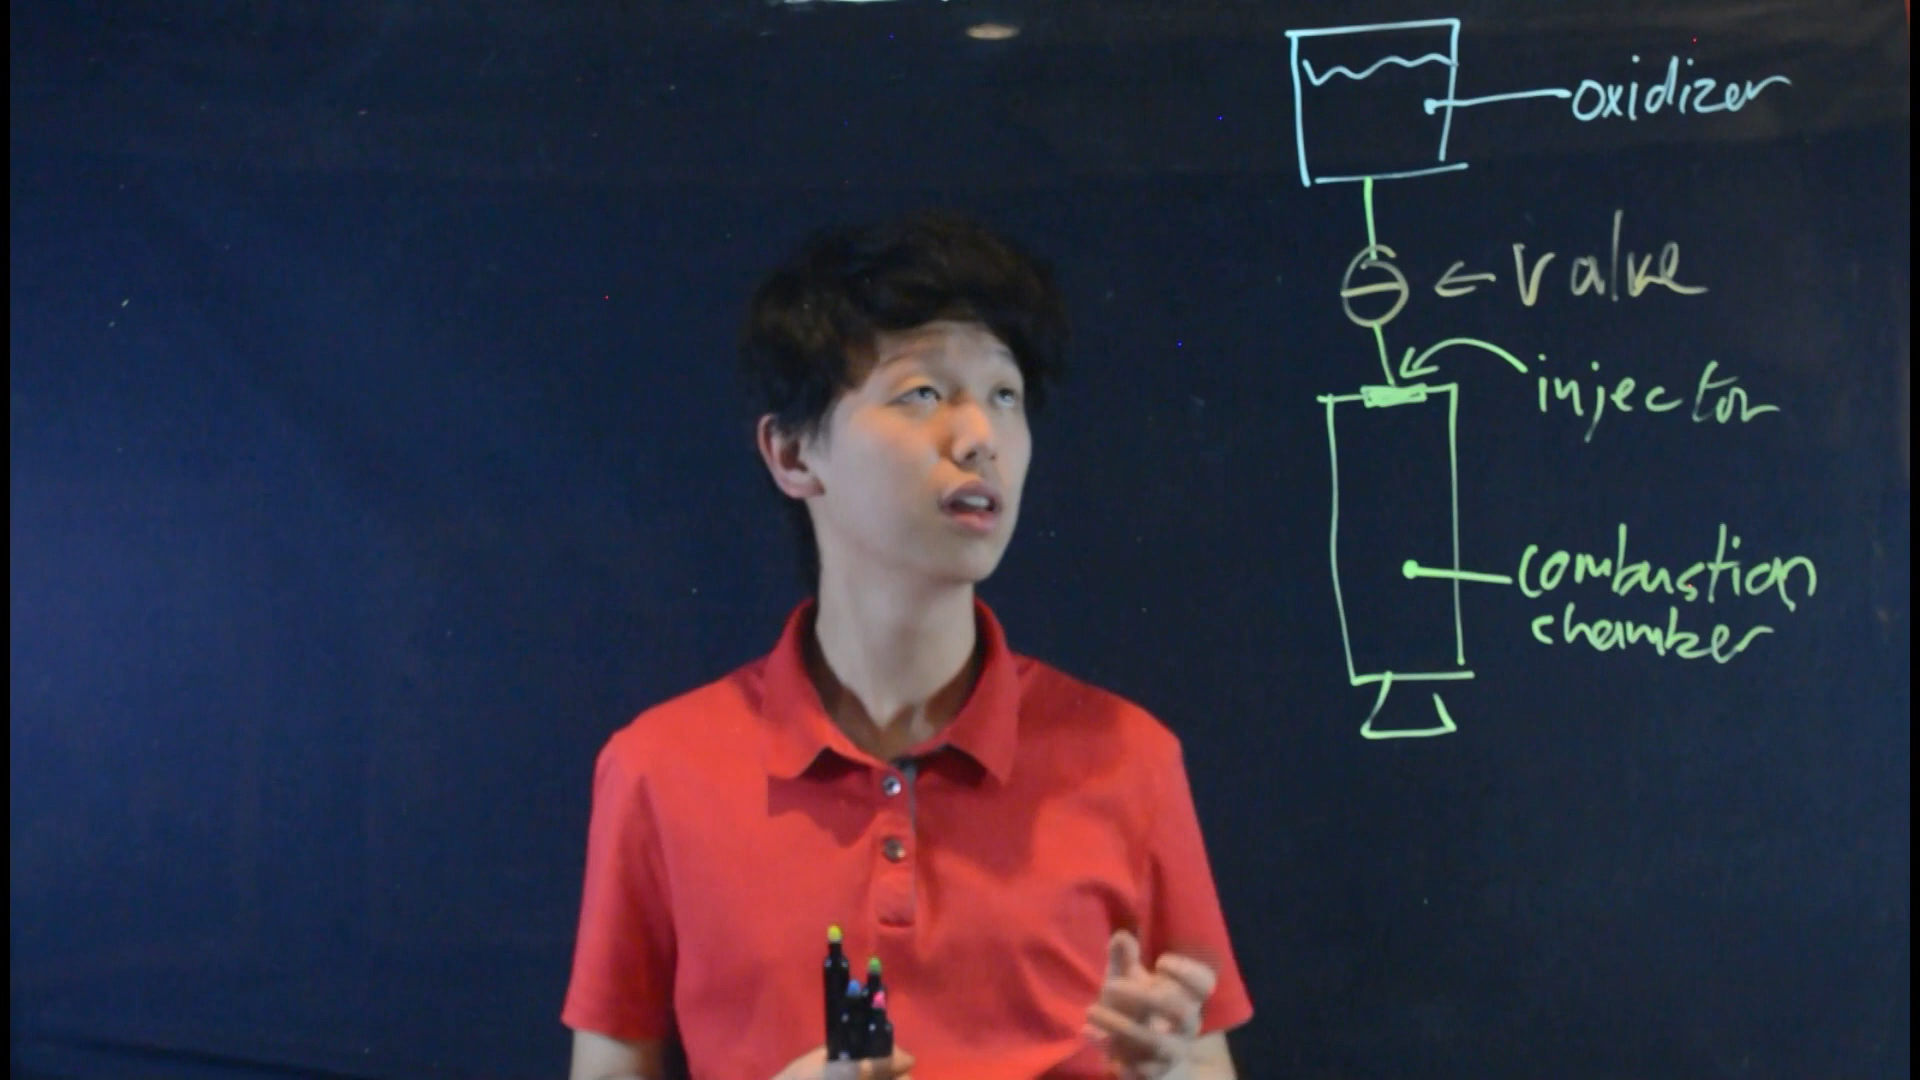 oxidizer
valve
injector
combustion
chamber